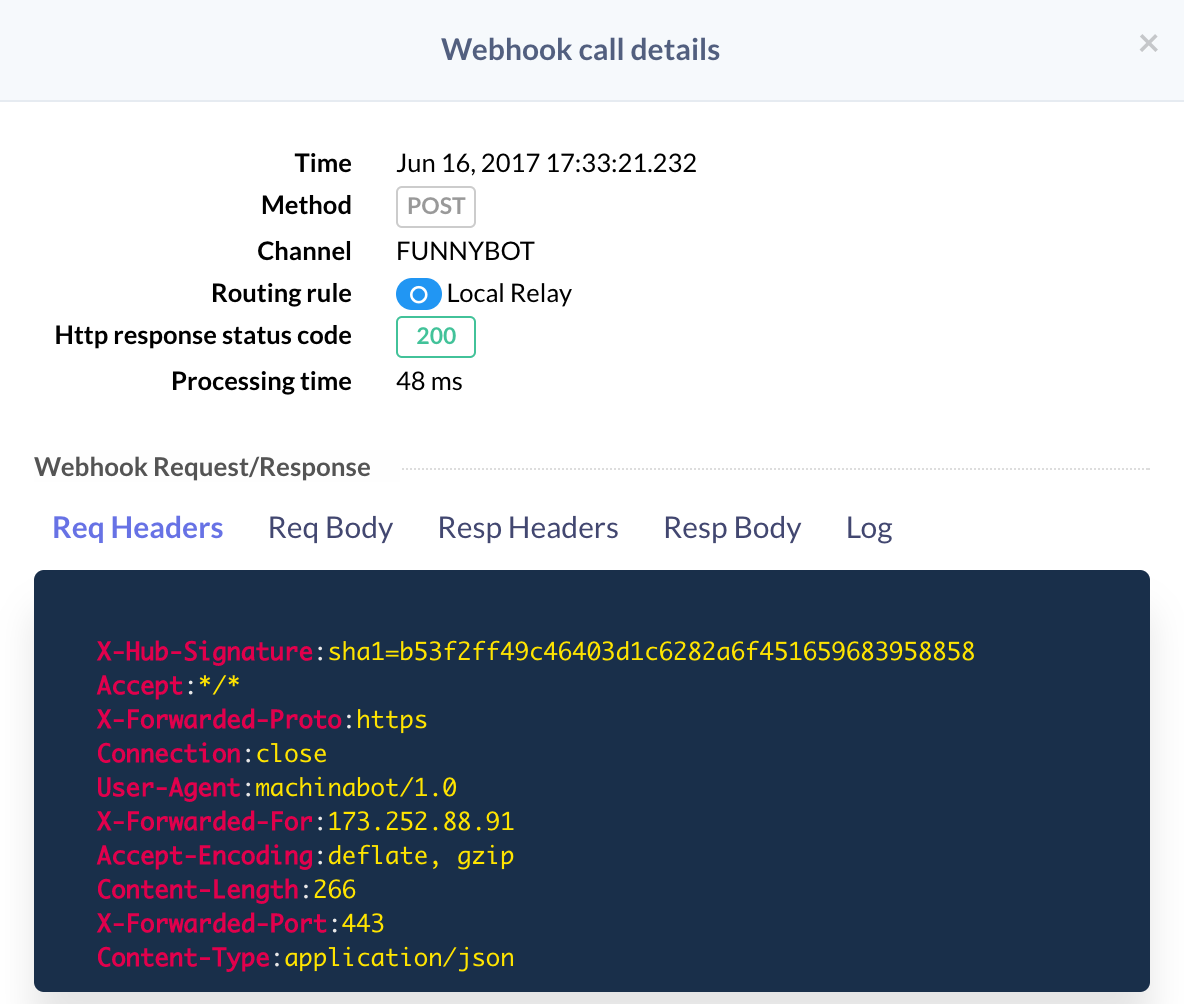 Webhook call details
×
Time Jun 16, 2017 17:33:21.232
Method POST
Channel FUNNYBOT
Routing rule Local Relay
Http response status code 200
Processing time 48 ms
Webhook Request/Response
Req Headers Req Body Resp Headers Resp Body Log
X-Hub-Signature:sha1=b53f2ff49c46403d1c6282a6f451659683958858
Accept:*/*
X-Forwarded-Proto:https
Connection:close
User-Agent:machinabot/1.0
X-Forwarded-For:173.252.88.91
Accept-Encoding:deflate, gzip
Content-Length:266
X-Forwarded-Port:443
Content-Type:application/json